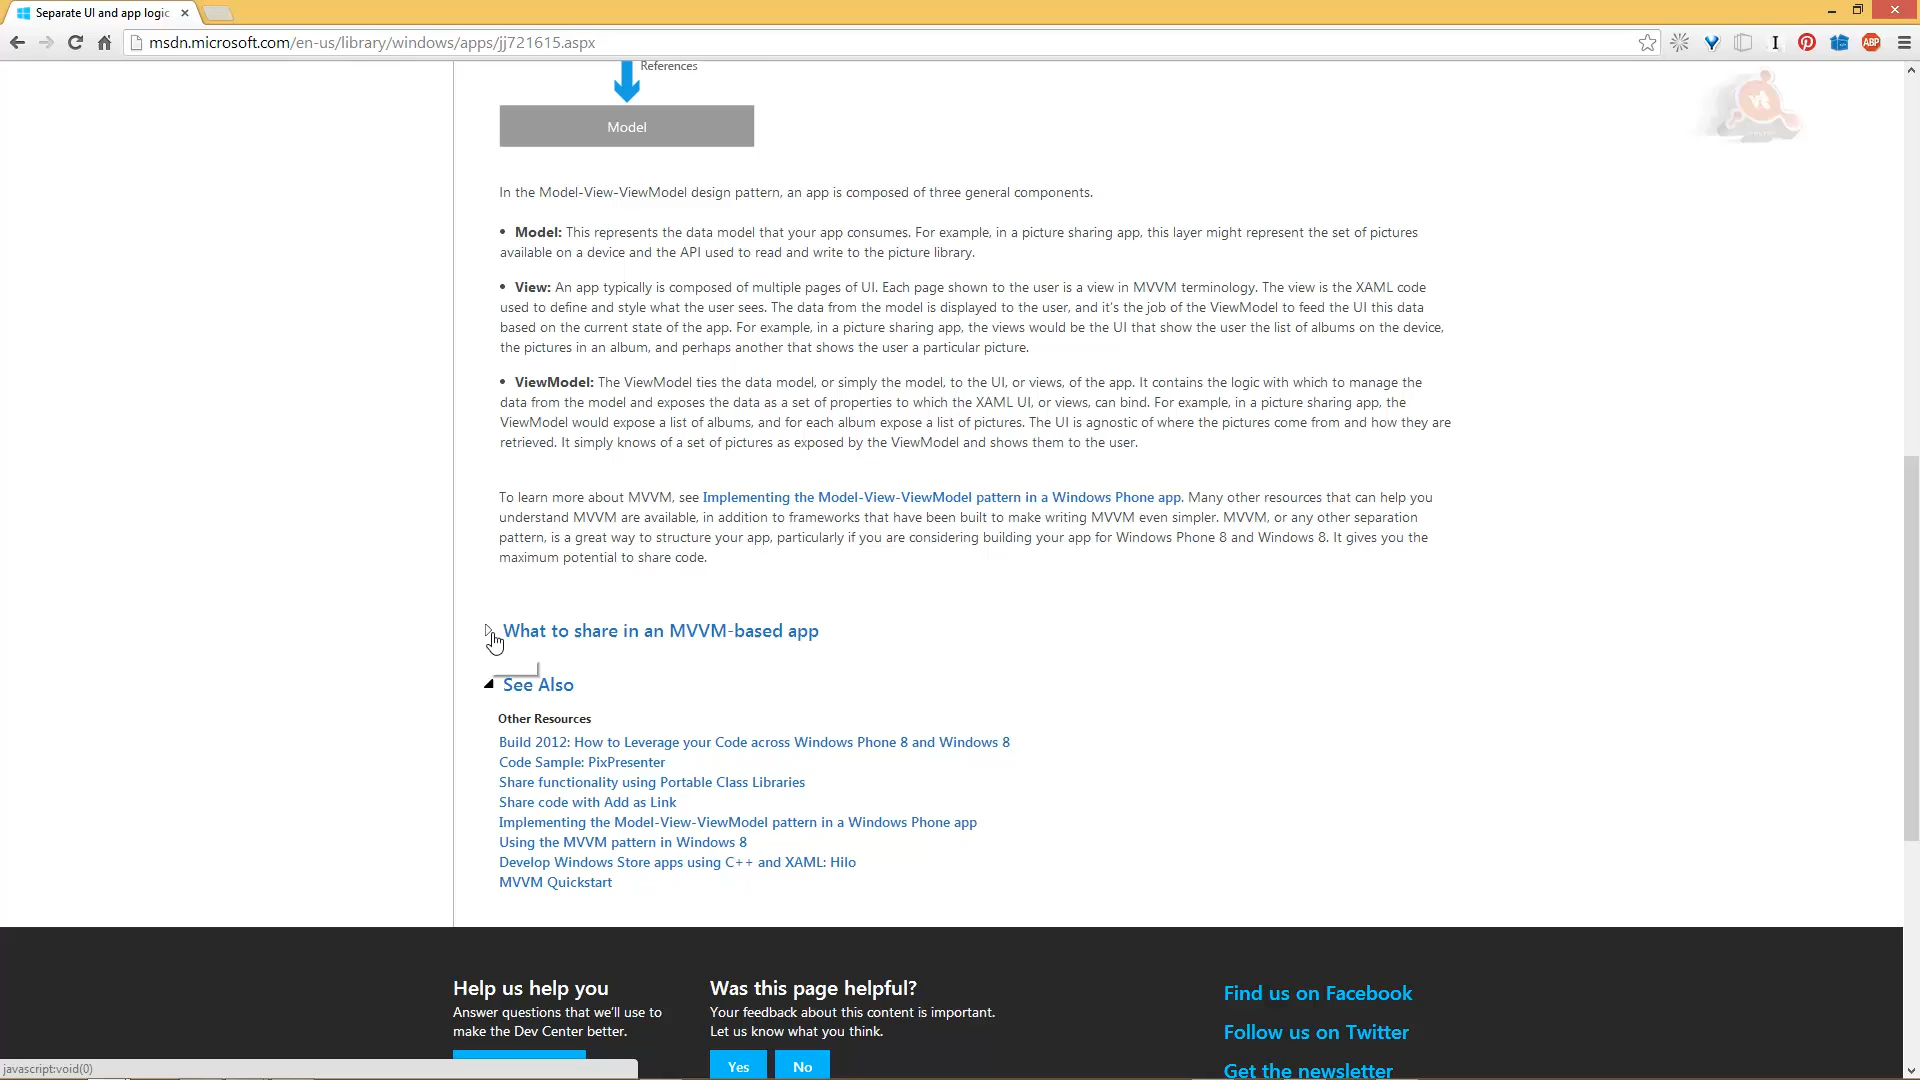 Separate UI and app logic
msdn.microsoft.com/en-us/library/windows/apps/jj721615.aspx
ABP
References
Model
In the Model-View-ViewModel design pattern, an app is composed of three general components.
• Model: This represents the data model that your app consumes. For example, in a picture sharing app, this layer might represent the set of pictures
available on a device and the API used to read and write to the picture library.
• View: An app typically is composed of multiple pages of UI. Each page shown to the user is a view in MVVM terminology. The view is the XAML code
used to define and style what the user sees. The data from the model is displayed to the user, and it's the job of the ViewModel to feed the UI this data
based on the current state of the app. For example, in a picture sharing app, the views would be the UI that show the user the list of albums on the device,
the pictures in an album, and perhaps another that shows the user a particular picture.
• ViewModel: The ViewModel ties the data model, or simply the model, to the UI, or views, of the app. It contains the logic with which to manage the
data from the model and exposes the data as a set of properties to which the XAML UI, or views, can bind. For example, in a picture sharing app, the
ViewModel would expose a list of albums, and for each album expose a list of pictures. The UI is agnostic of where the pictures come from and how they are
retrieved. It simply knows of a set of pictures as exposed by the ViewModel and shows them to the user.
To learn more about MVVM, see Implementing the Model-View-ViewModel pattern in a Windows Phone app. Many other resources that can help you
understand MVVM are available, in addition to frameworks that have been built to make writing MVVM even simpler. MVVM, or any other separation
pattern, is a great way to structure your app, particularly if you are considering building your app for Windows Phone 8 and Windows 8. It gives you the
maximum potential to share code.
What to share in an MVVM-based app
See Also
Other Resources
Build 2012: How to Leverage your Code across Windows Phone 8 and Windows 8
Code Sample: PixPresenter
Share functionality using Portable Class Libraries
Share code with Add as Link
Implementing the Model-View-ViewModel pattern in a Windows Phone app
Using the MVVM pattern in Windows 8
Develop Windows Store apps using C++ and XAML: Hilo
MVVM Quickstart
Help us help you
Answer questions that we'll use to
make the Dev Center better.
Was this page helpful?
Your feedback about this content is important.
Let us know what you think.
Yes No
Find us on Facebook
Follow us on Twitter
Get the newsletter
javascript:void(0)